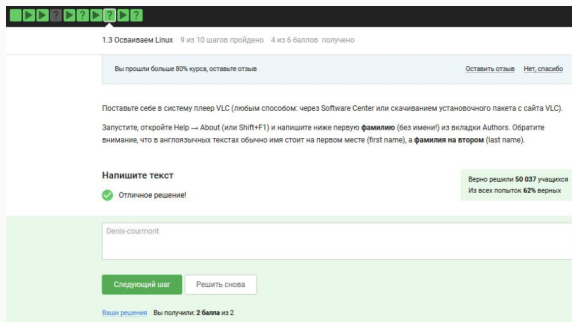 1.3 Осваиваем Linux 9 из 10 шагов пройдено 4 из 6 баллов получено
Вы прошли больше 80% курса, оставьте отзыв Оставить отзыв Нет, спасибо
Поставьте себе в систему плеер VLC (любым способом: через Software Center или скачиванием установочного пакета с сайта VLC).
Запустите, откройте Help → About (или Shift+F1) и напишите ниже первую фамилию (без имени!) из вкладки Authors. Обратите
внимание, что в англоязычных текстах обычно имя стоит на первом месте (first name), а фамилия на втором (last name).
Напишите текст
Верно решили 50 037 учащихся
Из всех попыток 62% верных
Отличное решение!
Denis-courmont
Следующий шаг Решить снова
Ваши решения Вы получили: 2 балла из 2